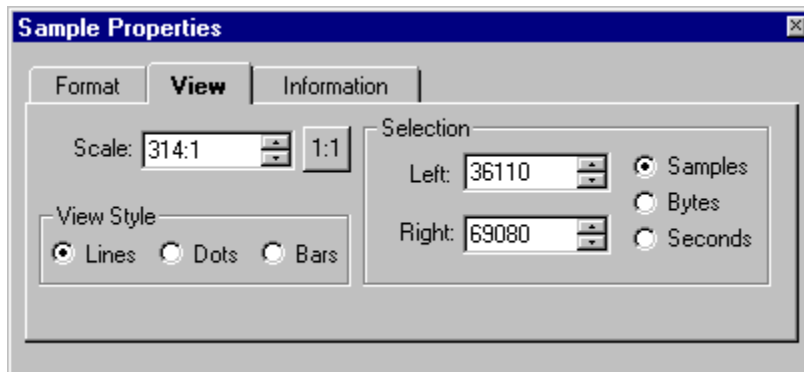 Sample Properties
Format View Information
Scale: 314:1 1:1
View Style
Lines Dots Bars
Selection
Left: 36110
Right: 69080
Samples
Bytes
Seconds